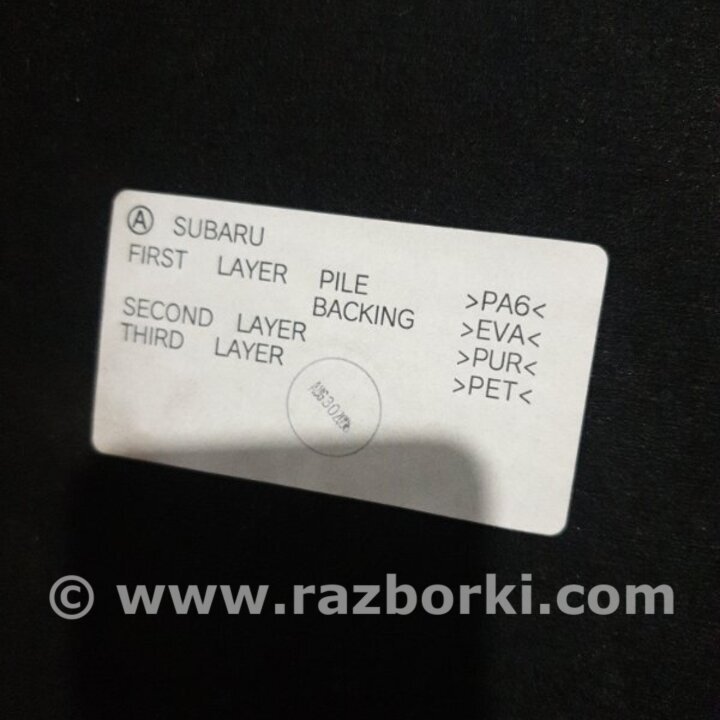 Ⓐ SUBARU
FIRST LAYER PILE >PA6<
BACKING >EVA<
SECOND LAYER >PUR<
THIRD LAYER >PET<
© www.razborki.com